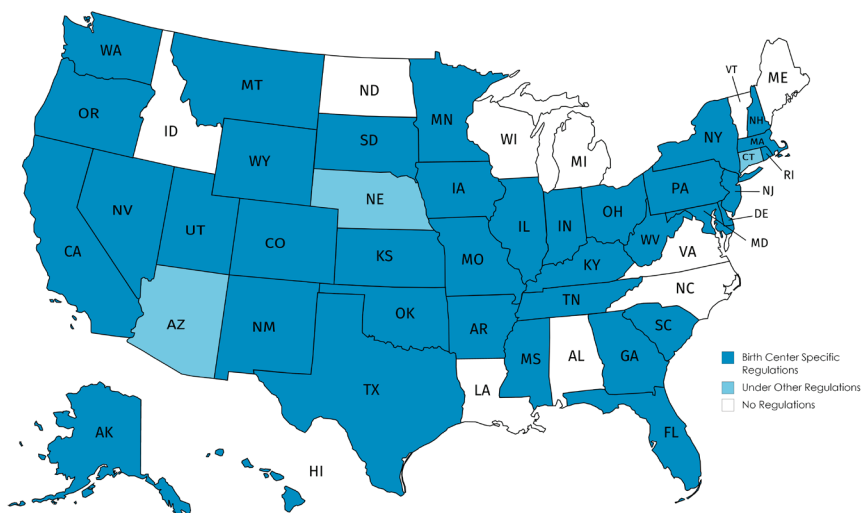 WA
OR
CA
NV
ID
MT
WY
UT
CO
AZ
NM
ND
SD
NE
KS
OK
TX
MN
IA
MO
AR
LA
WI
IL
MI
IN
OH
KY
TN
MS
AL
GA
FL
SC
NC
VA
WV
PA
NY
VT
NH
ME
MA
CT
RI
NJ
DE
MD
AK
HI
Birth Center Specific
Regulations
Under Other Regulations
No Regulations